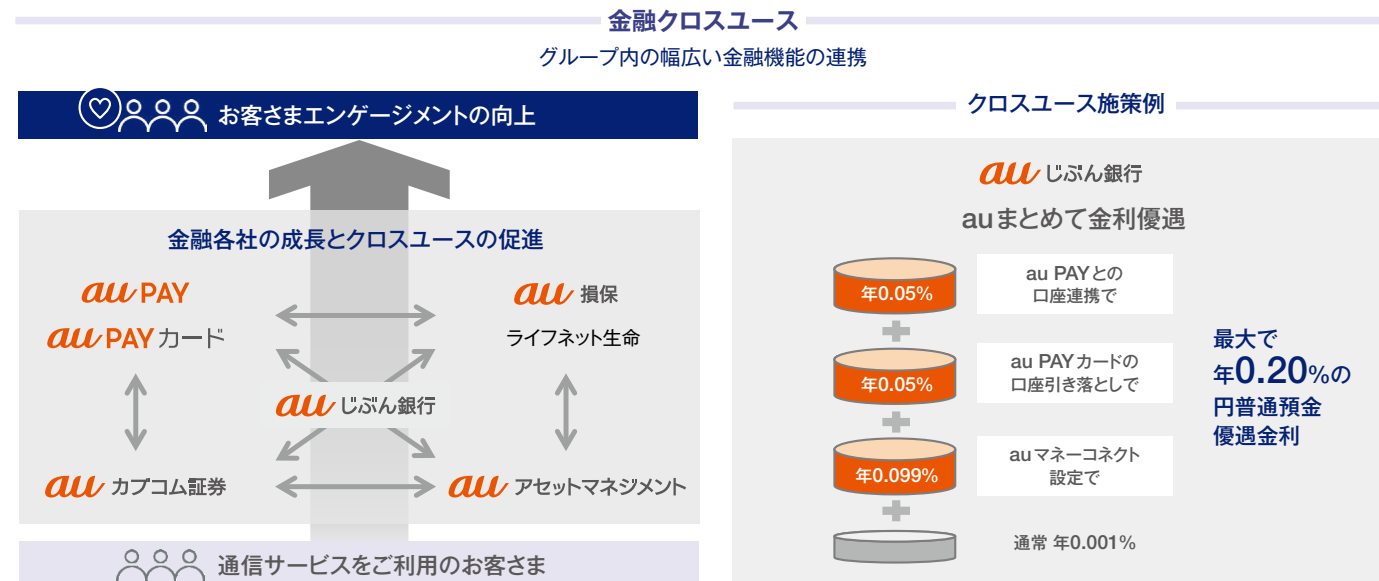 金融クロスユース
グループ内の幅広い金融機能の連携
お客さまエンゲージメントの向上
金融各社の成長とクロスユースの促進
au PAY
au PAY カード
au 損保
ライフネット生命
au じぶん銀行
au カブコム証券
au アセットマネジメント
通信サービスをご利用のお客さま
クロスユース施策例
au じぶん銀行
auまとめて金利優遇
年0.05%
au PAYとの
口座連携で
年0.05%
au PAYカードの
口座引き落としで
年0.099%
auマネーコネクト
設定で
通常 年0.001%
最大で
年0.20%の
円普通預金
優遇金利